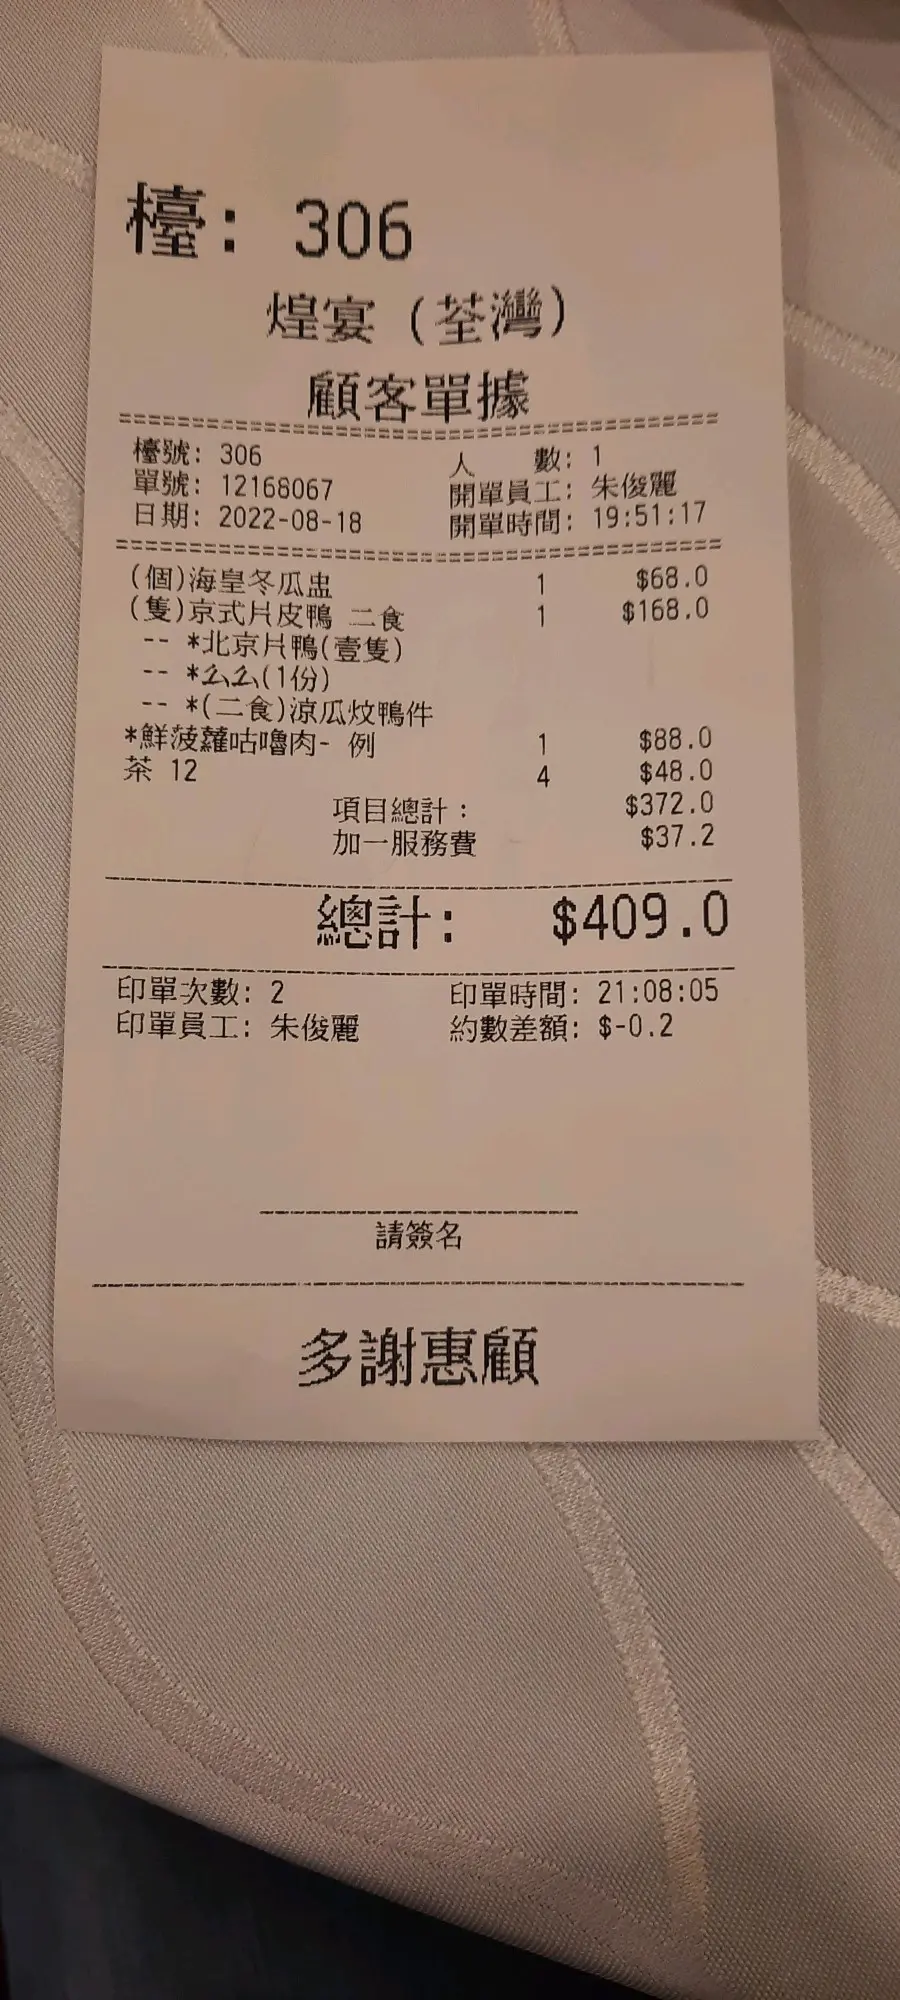 檯: 306
煌宴 (荃灣)
顧客單據
檯號: 306 人 數: 1
單號: 12168067 開單員工: 朱俊麗
日期: 2022-08-18 開單時間: 19:51:17
(個)海皇冬瓜盅 1 $68.0
(隻)京式片皮鴨 二食 1 $168.0
-- *北京片鴨(壹隻)
-- *么么(1份)
-- *(二食)涼瓜炆鴨件
*鮮菠蘿咕嚕肉- 例 1 $88.0
茶 12 4 $48.0
項目總計: $372.0
加一服務費 $37.2
總計: $409.0
印單次數: 2 印單時間: 21:08:05
印單員工: 朱俊麗 約數差額: $-0.2
請簽名
多謝惠顧